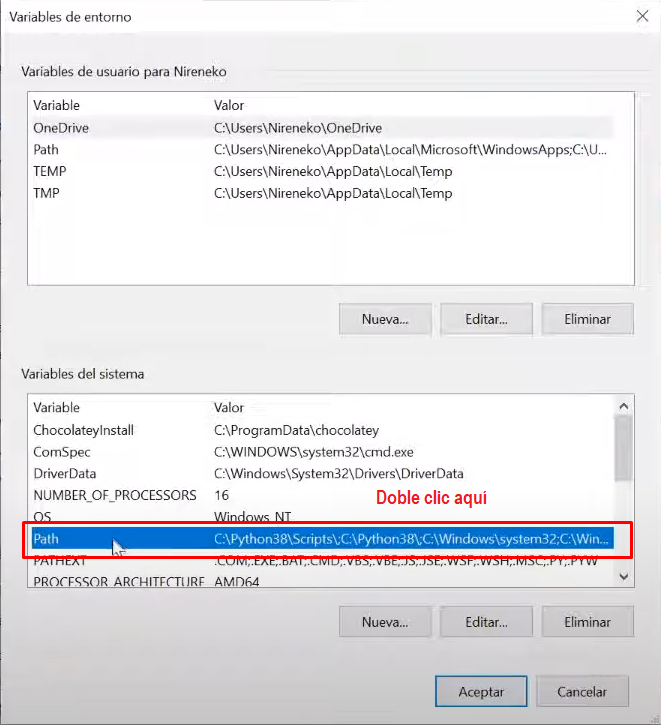 Variables de entorno
Variables de usuario para Nireneko
Variable Valor
OneDrive C:\Users\Nireneko\OneDrive
Path C:\Users\Nireneko\AppData\Local\Microsoft\WindowsApps;C:\U...
TEMP C:\Users\Nireneko\AppData\Local\Temp
TMP C:\Users\Nireneko\AppData\Local\Temp
Nueva... Editar... Eliminar
Variables del sistema
Variable Valor
ChocolateyInstall C:\ProgramData\chocolatey
ComSpec C:\WINDOWS\system32\cmd.exe
DriverData C:\Windows\System32\Drivers\DriverData
NUMBER_OF_PROCESSORS 16
Doble clic aquí
OS Windows_NT
Path C:\Python38\Scripts\;C:\Python38\;C:\Windows\system32;C:\Win...
PATHEXT .COM;.EXE;.BAT;.CMD;.VBS;.VBE;.JS;.JSE;.WSF;.WSH;.MSC;.PY;.PYW
PROCESSOR_ARCHITECTURE AMD64
Nueva... Editar... Eliminar
Aceptar Cancelar